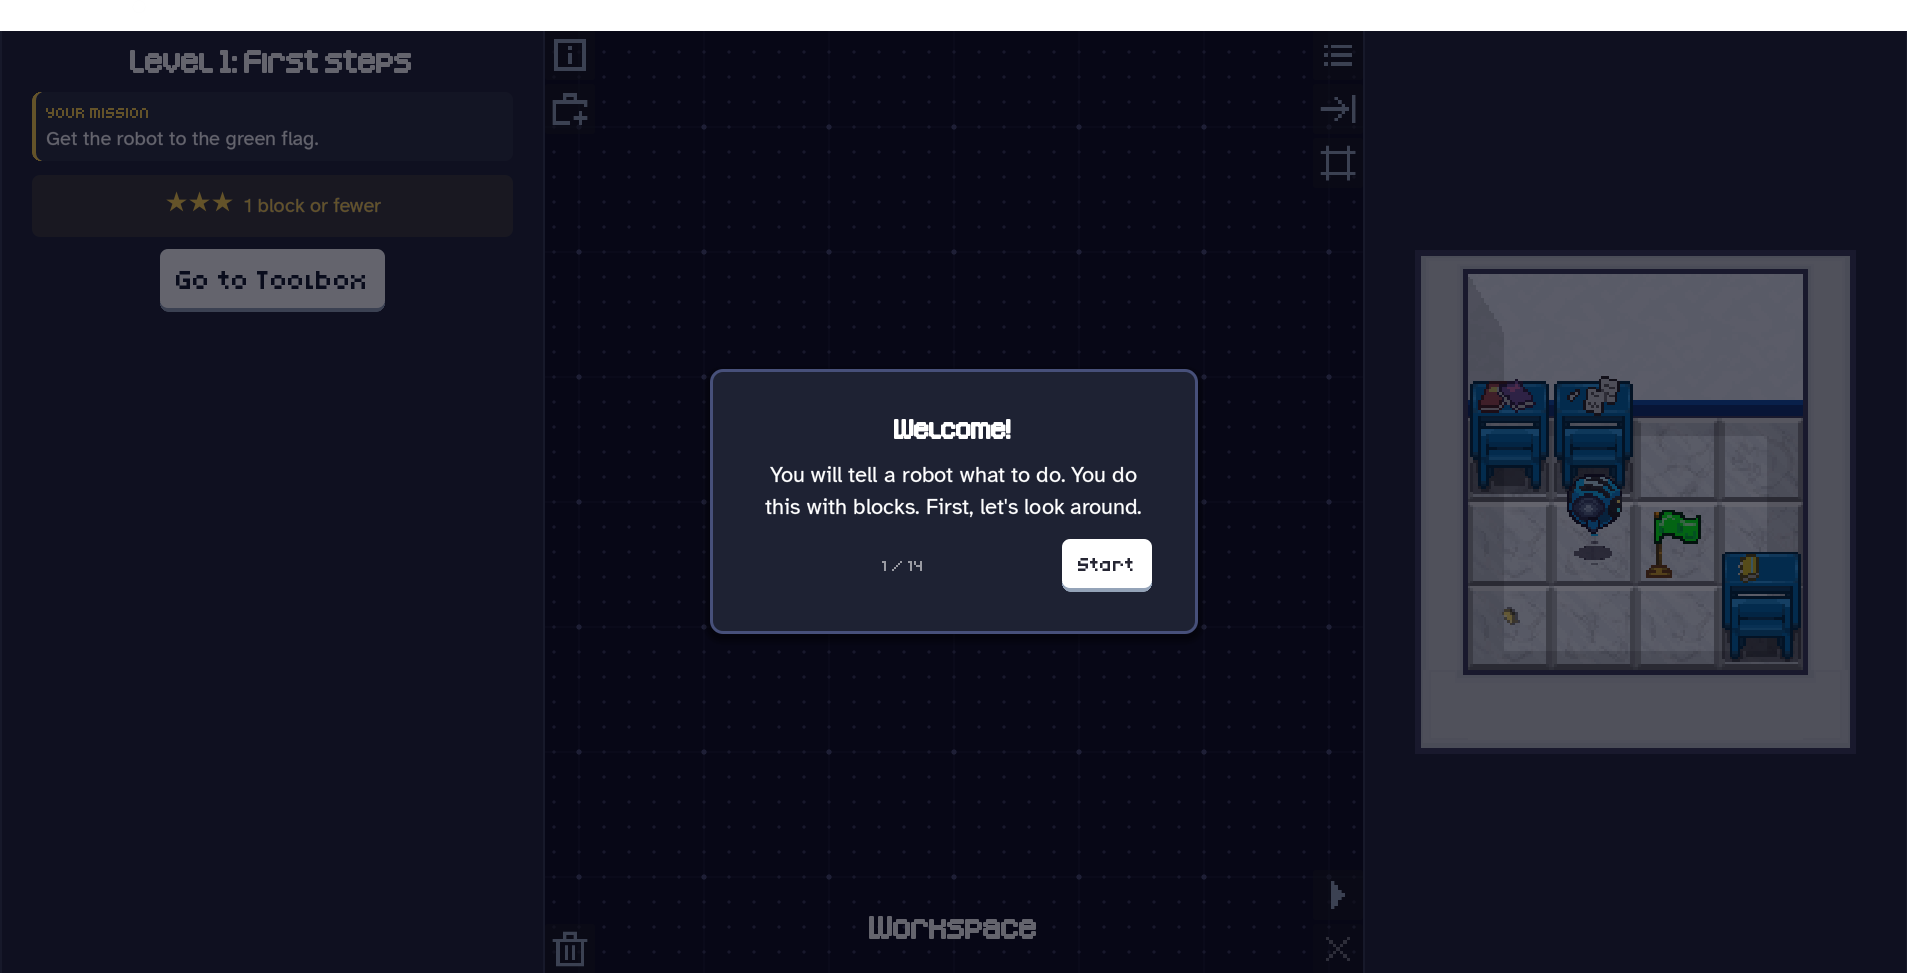 Level 1: First steps
YOUR MISSION
Get the robot to the green flag.
★★★ 1 block or fewer
Go to Toolbox
Welcome!
You will tell a robot what to do. You do
this with blocks. First, let's look around.
1 / 14
Start
Workspace